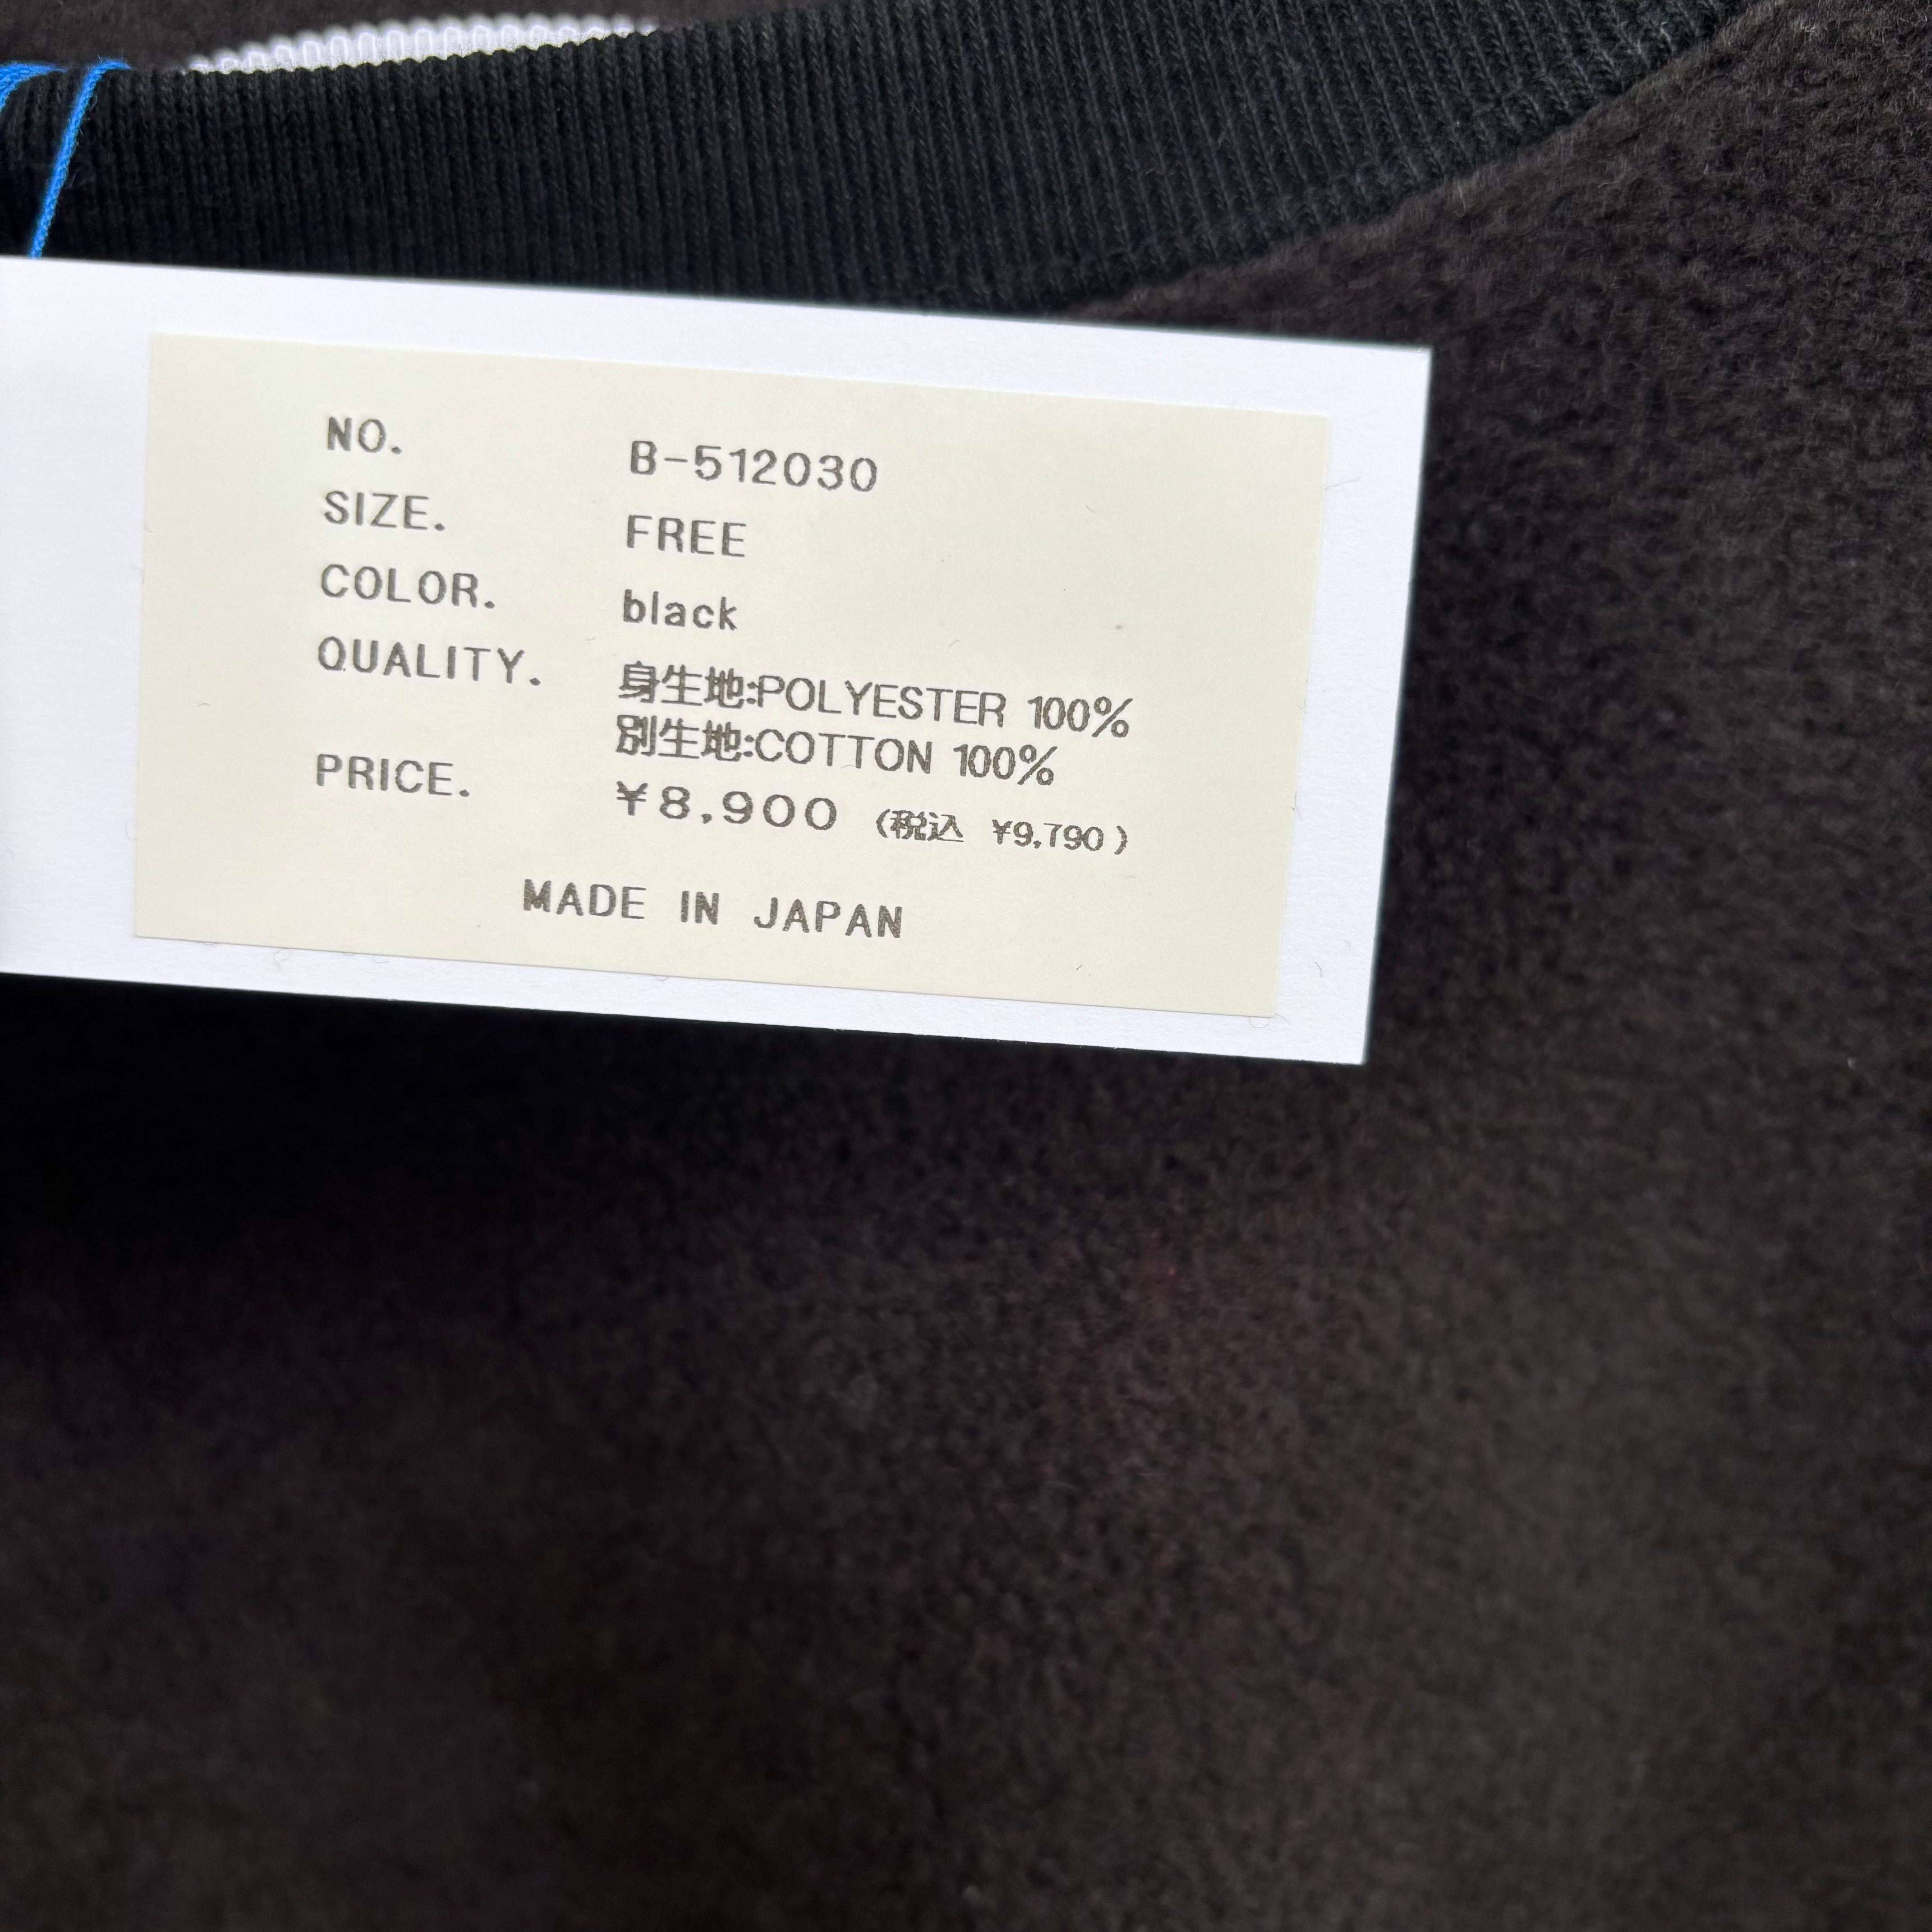 NO. B-512030
SIZE. FREE
COLOR. black
QUALITY. 身生地:POLYESTER 100%
別生地:COTTON 100%
PRICE. ¥8,900 (税込 ¥9,790)
MADE IN JAPAN